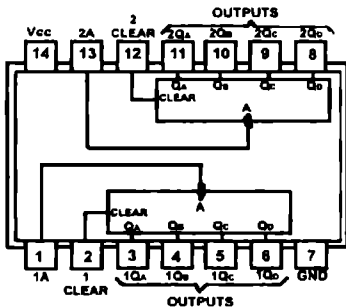 OUTPUTS
Vcc 2A 2 CLEAR 2QA 2QB 2QC 2QD
14 13 12 11 10 9 8
CLEAR QA QB QC QD
A
A
CLEAR
QA QB QC QD
1 2 3 4 5 6 7
1A 1 CLEAR 1QA 1QB 1QC 1QD GND
OUTPUTS